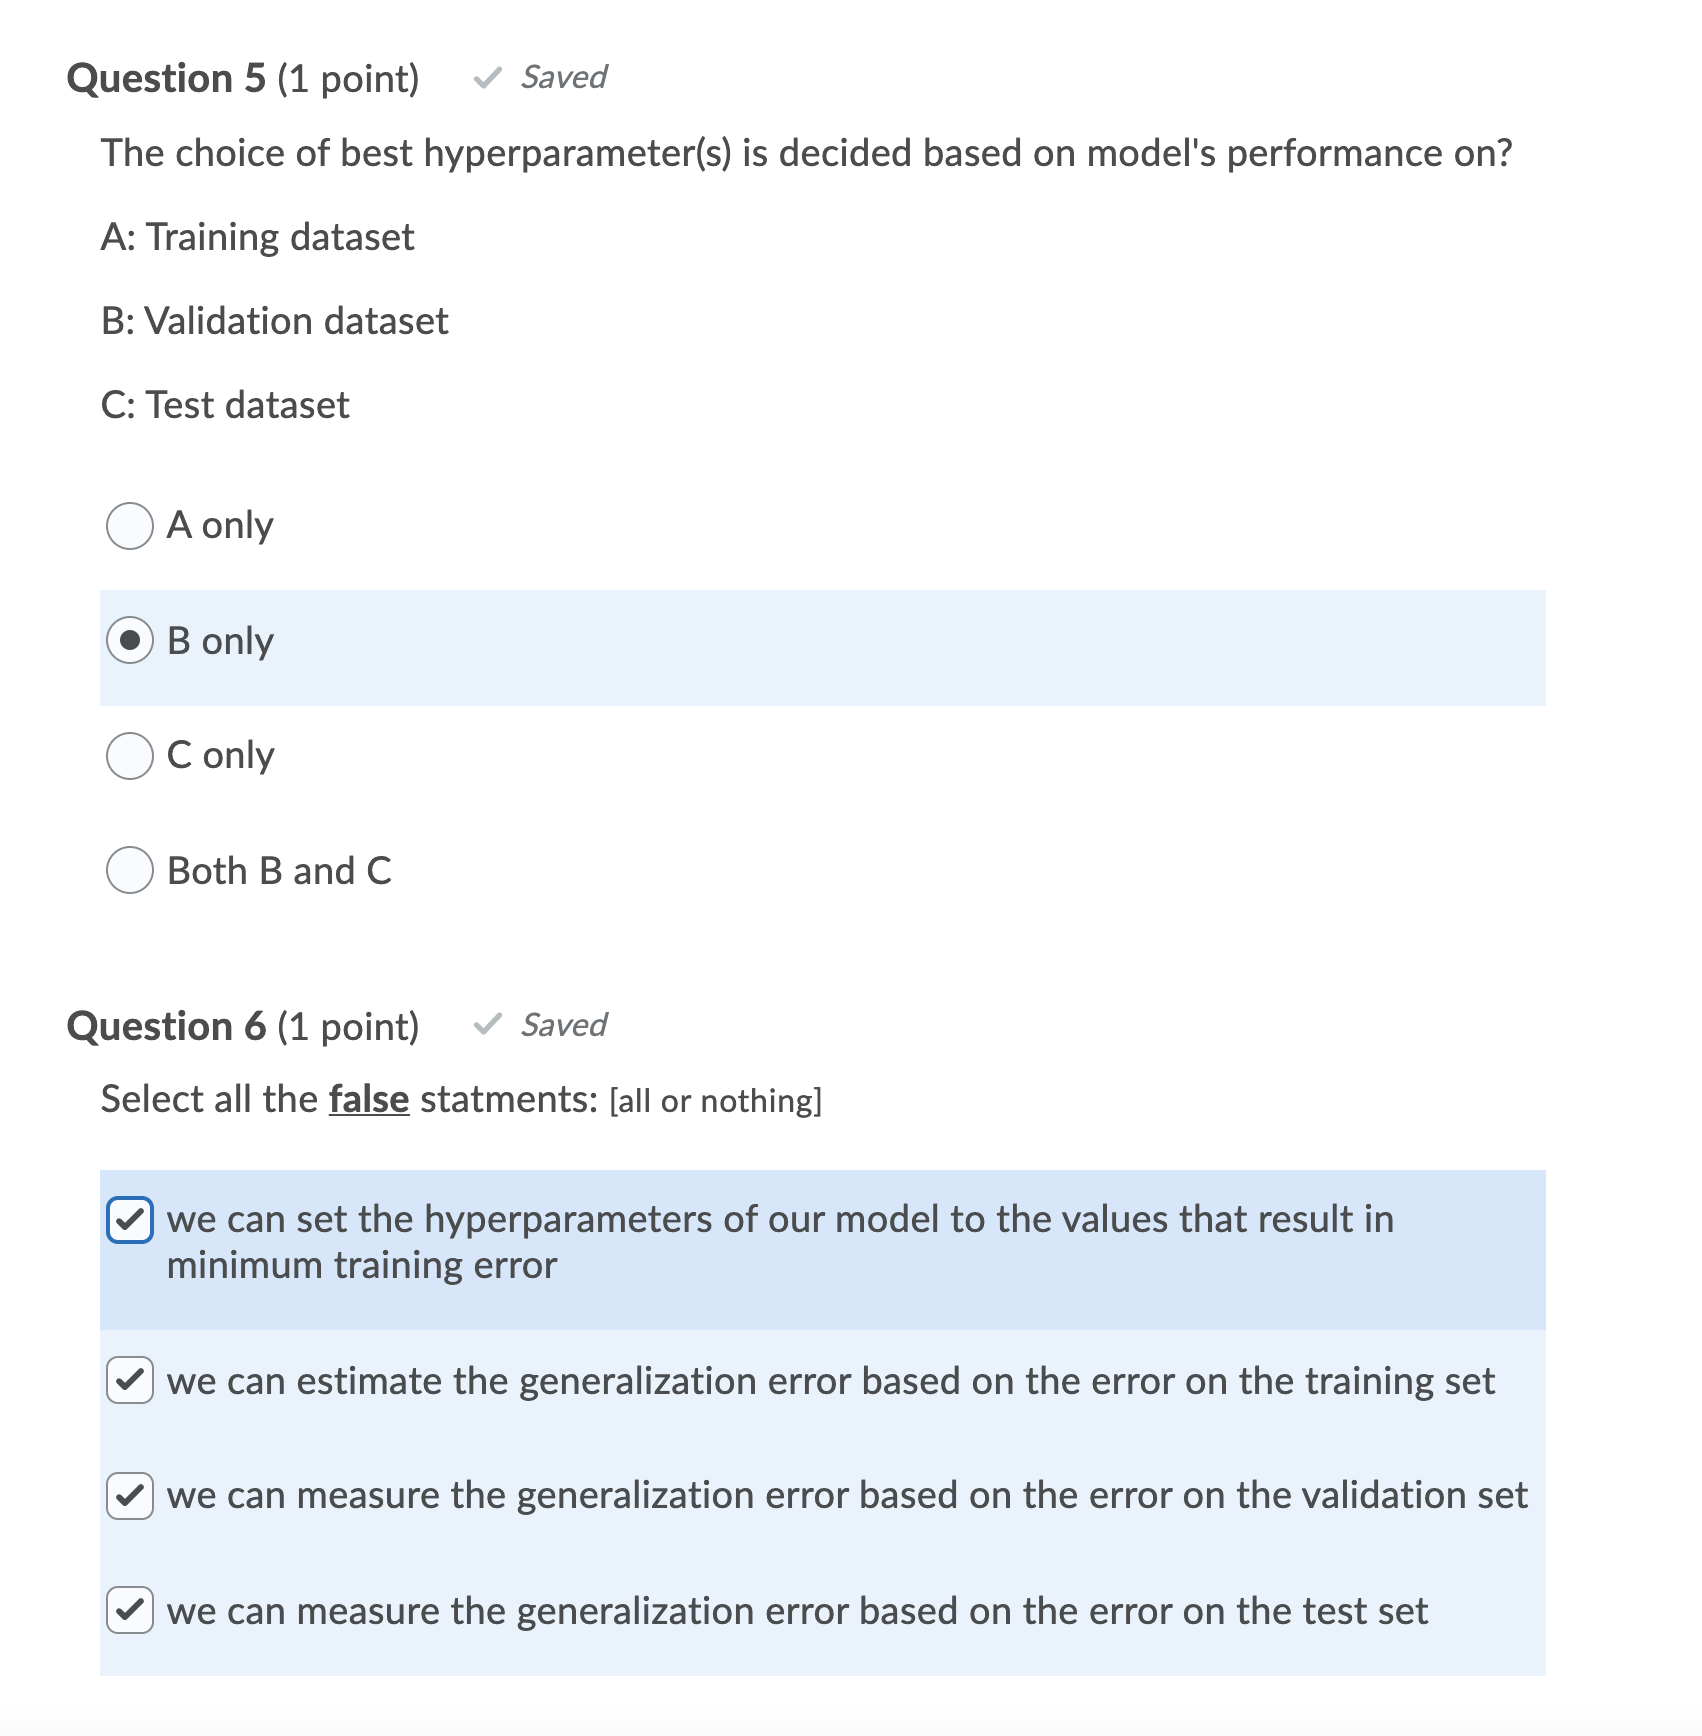 Question 5 (1 point) Saved
The choice of best hyperparameter(s) is decided based on model's performance on?
A: Training dataset
B: Validation dataset
C: Test dataset
A only
B only
C only
Both B and C
Question 6 (1 point) Saved
Select all the false statments: [all or nothing]
we can set the hyperparameters of our model to the values that result in
minimum training error
we can estimate the generalization error based on the error on the training set
we can measure the generalization error based on the error on the validation set
we can measure the generalization error based on the error on the test set